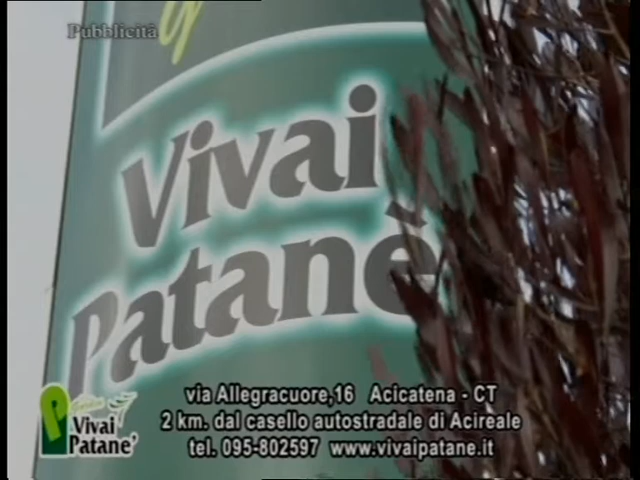 Pubblicità
Vivai
Patanè
via Allegracuore,16 Acicatena - CT
2 km. dal casello autostradale di Acireale
tel. 095-802597 www.vivaipatane.it
Vivai
Patane'